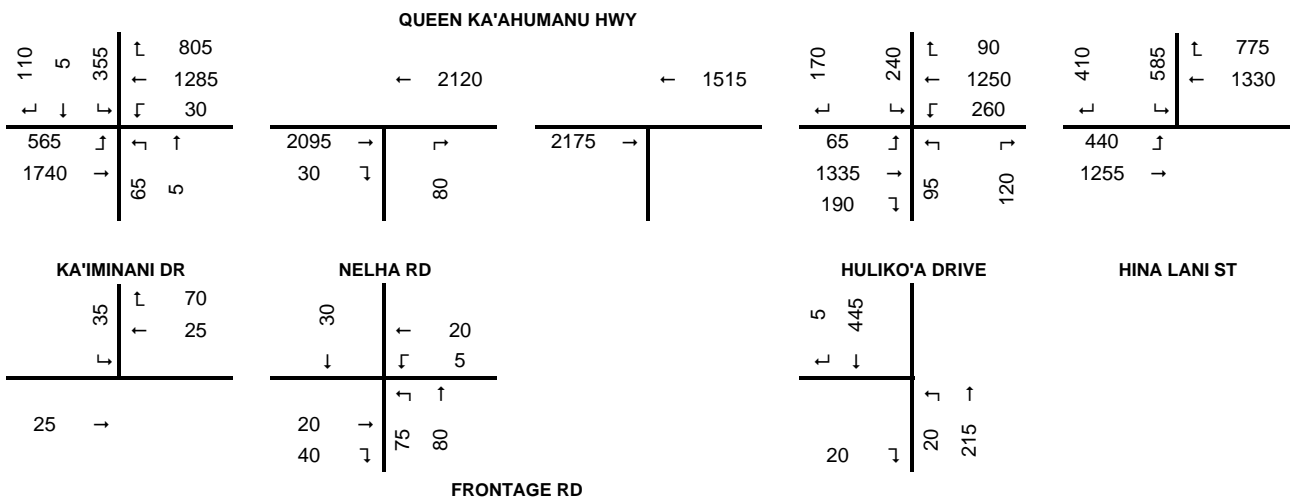 QUEEN KA'AHUMANU HWY
110 5 355 ↱ 805 170 240 90 410 585 775
← 1285 ← 2120 ← 1515 ← 1250 ← 1330
30 260
565 2095 → 2175 → 65 440
1740 → 65 5 ↑ 30 80 1335 → 95 120 1255 →
190
KA'IMINANI DR NELHA RD HULIKO'A DRIVE HINA LANI ST
35 70 30 5 445
← 25 ← 20
↓ 5 ↓
25 → 20 → 75 80 ↑ 20 215 ↑
40 20
FRONTAGE RD